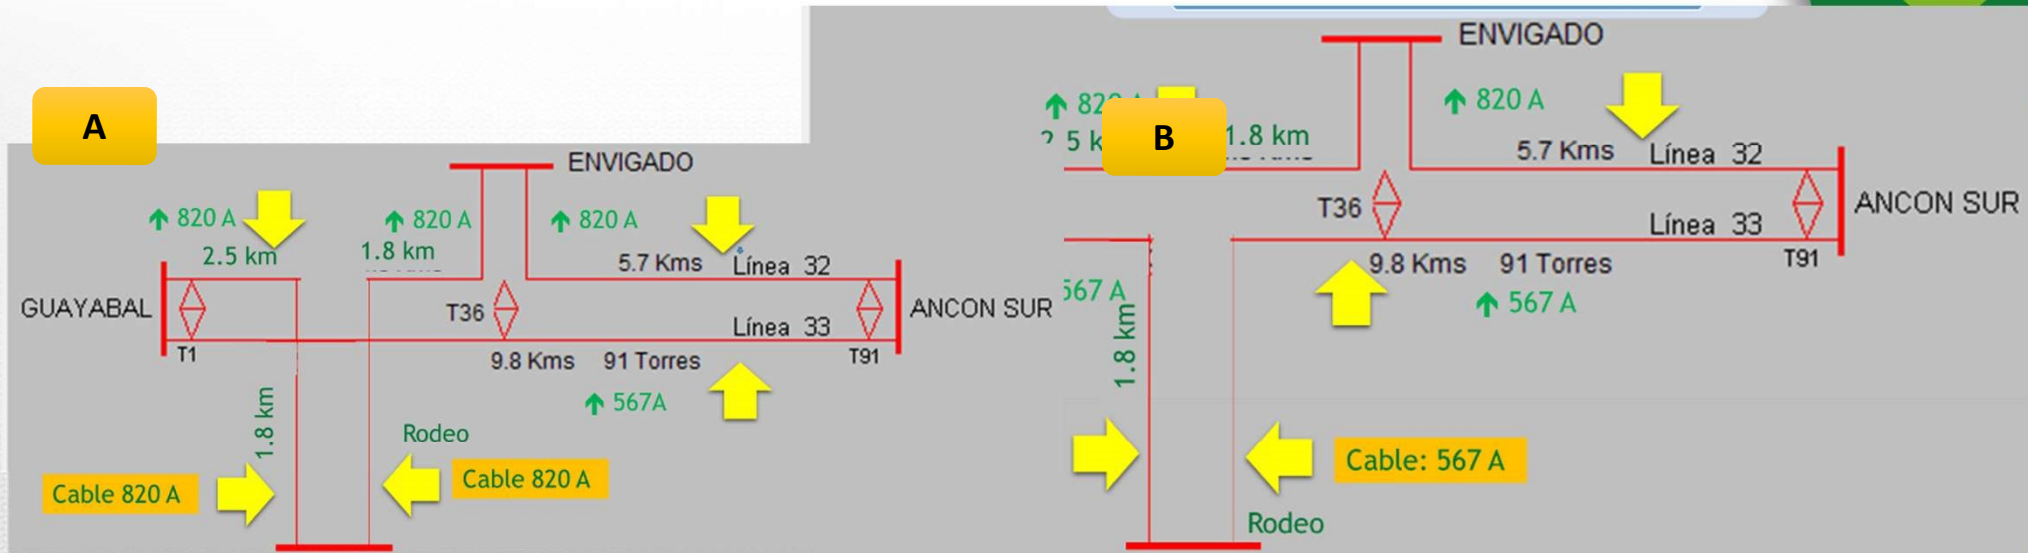 A
ENVIGADO
820 A
820 A
820 A
2.5 km
1.8 km
5.7 Kms
Línea 32
GUAYABAL
T36
ANCON SUR
Línea 33
T1
9.8 Kms
91 Torres
T91
567A
1.8 km
Rodeo
Cable 820 A
Cable 820 A
ENVIGADO
820 A
B
1.8 km
5.7 Kms
Línea 32
T36
ANCON SUR
Línea 33
9.8 Kms
91 Torres
T91
567 A
567 A
1.8 km
Cable: 567 A
Rodeo